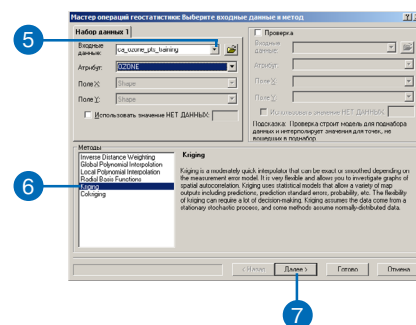 Мастер операций геостатистики: Выберите входные данные и метод
Набор данных 1
Проверка
5
Входные данные:
ca_ozone_pts_training
Входные данные:
Атрибут:
OZONE
Атрибут:
Поле X:
Shape
Поле X:
Поле Y:
Shape
Поле Y:
Использовать значение НЕТ ДАННЫХ:
Использовать значение НЕТ ДАННЫХ:
Подсказка: Проверка строит модель для поднабора
данных и интерполирует значения для точек, не
вошедших в поднабор
Методы
Inverse Distance Weighting
Global Polynomial Interpolation
Local Polynomial Interpolation
Radial Basis Functions
Kriging
Cokriging
6
Kriging
Kriging is a moderately quick interpolator that can be exact or smoothed depending on
the measurement error model. It is very flexible and allows you to investigate graphs of
spatial autocorrelation. Kriging uses statistical models that allow a variety of map
outputs including predictions, prediction standard errors, probability, etc. The flexibility
of kriging can require a lot of decision-making. Kriging assumes the data come from a
stationary stochastic process, and some methods assume normally-distributed data.
< Назад
Далее >
Готово
Отмена
7